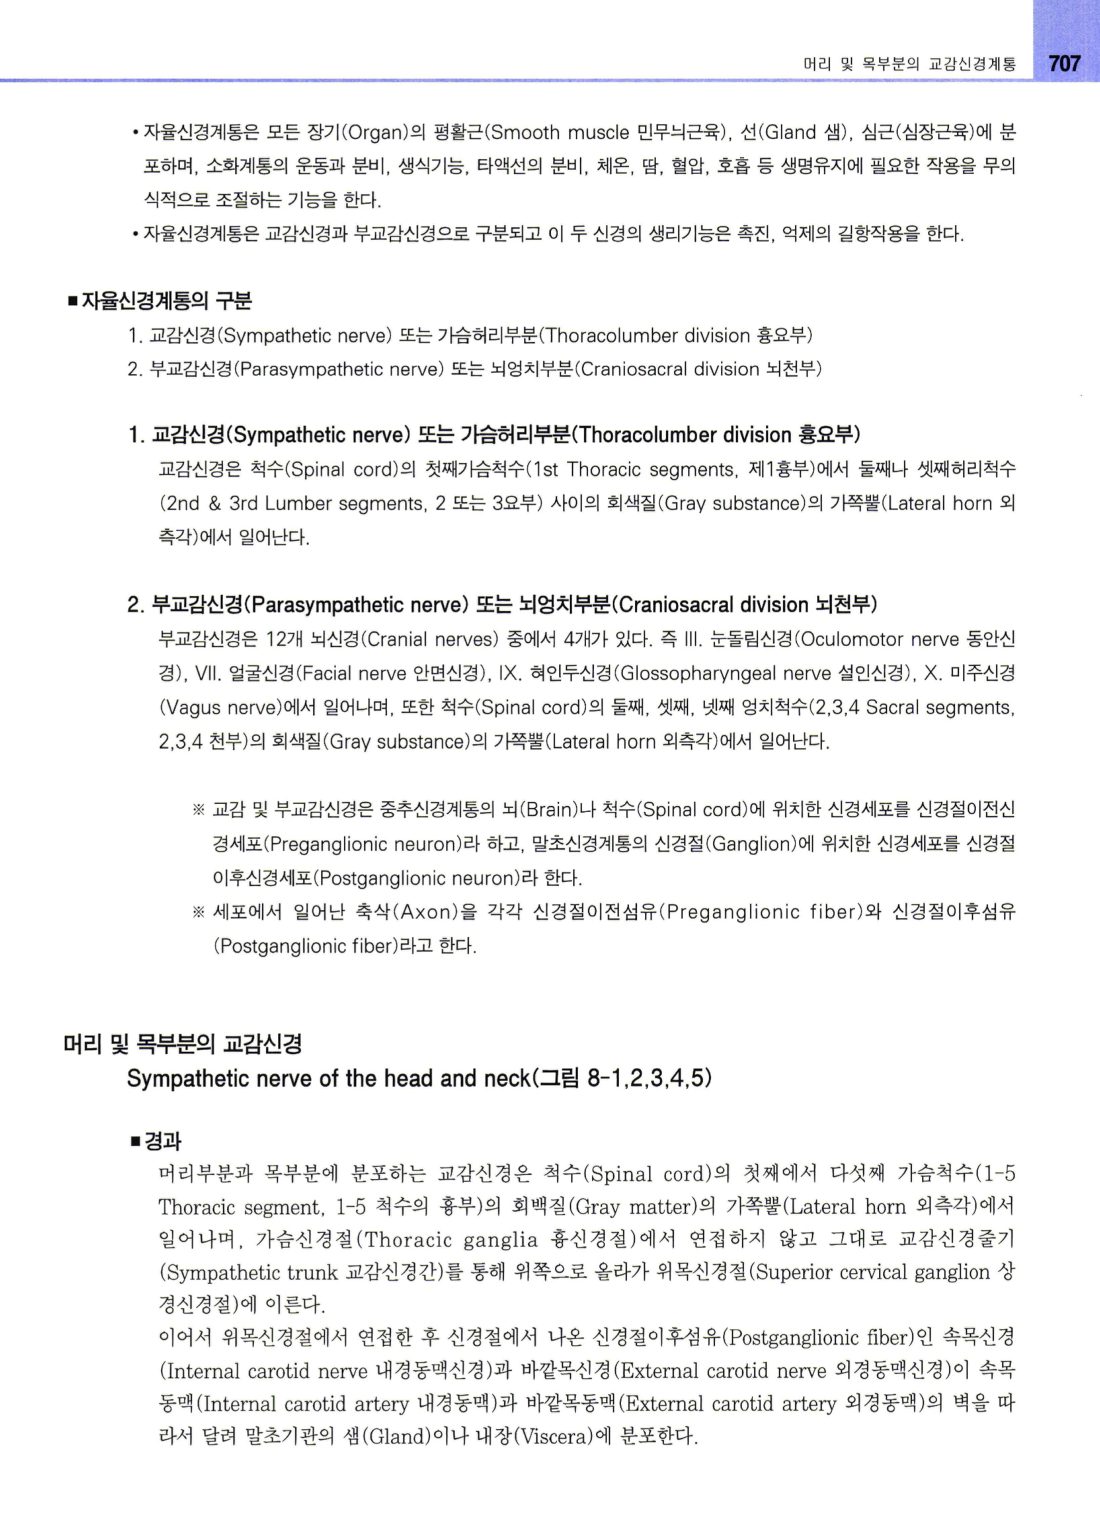 머리 및 목부분의 교감신경계통 707
• 자율신경계통은 모든 장기(Organ)의 평활근(Smooth muscle 민무늬근육), 선(Gland 샘), 심근(심장근육)에 분
포하며, 소화계통의 운동과 분비, 생식기능, 타액선의 분비, 체온, 땀, 혈압, 호흡 등 생명유지에 필요한 작용을 무의
식적으로 조절하는 기능을 한다.
• 자율신경계통은 교감신경과 부교감신경으로 구분되고 이 두 신경의 생리기능은 촉진, 억제의 길항작용을 한다.
■ 자율신경계통의 구분
1. 교감신경(Sympathetic nerve) 또는 가슴허리부분(Thoracolumber division 흉요부)
2. 부교감신경(Parasympathetic nerve) 또는 뇌엉치부분(Craniosacral division 뇌천부)
1. 교감신경(Sympathetic nerve) 또는 가슴허리부분(Thoracolumber division 흉요부)
교감신경은 척수(Spinal cord)의 첫째가슴척수(1st Thoracic segments, 제1흉부)에서 둘째나 셋째허리척수
(2nd & 3rd Lumber segments, 2 또는 3요부) 사이의 회색질(Gray substance)의 가쪽뿔(Lateral horn 외
측각)에서 일어난다.
2. 부교감신경(Parasympathetic nerve) 또는 뇌엉치부분(Craniosacral division 뇌천부)
부교감신경은 12개 뇌신경(Cranial nerves) 중에서 4개가 있다. 즉 III. 눈돌림신경(Oculomotor nerve 동안신
경), VII. 얼굴신경(Facial nerve 안면신경), IX. 혀인두신경(Glossopharyngeal nerve 설인신경), X. 미주신경
(Vagus nerve)에서 일어나며, 또한 척수(Spinal cord)의 둘째, 셋째, 넷째 엉치척수(2,3,4 Sacral segments,
2,3,4 천부)의 회색질(Gray substance)의 가쪽뿔(Lateral horn 외측각)에서 일어난다.
※ 교감 및 부교감신경은 중추신경계통의 뇌(Brain)나 척수(Spinal cord)에 위치한 신경세포를 신경절이전신
경세포(Preganglionic neuron)라 하고, 말초신경계통의 신경절(Ganglion)에 위치한 신경세포를 신경절
이후신경세포(Postganglionic neuron)라 한다.
※ 세포에서 일어난 축삭(Axon)을 각각 신경절이전섬유(Preganglionic fiber)와 신경절이후섬유
(Postganglionic fiber)라고 한다.
머리 및 목부분의 교감신경
Sympathetic nerve of the head and neck(그림 8-1,2,3,4,5)
■ 경과
머리부분과 목부분에 분포하는 교감신경은 척수(Spinal cord)의 첫째에서 다섯째 가슴척수(1-5
Thoracic segment, 1-5 척수의 흉부)의 회백질(Gray matter)의 가쪽뿔(Lateral horn 외측각)에서
일어나며, 가슴신경절(Thoracic ganglia 흉신경절)에서 연접하지 않고 그대로 교감신경줄기
(Sympathetic trunk 교감신경간)를 통해 위쪽으로 올라가 위목신경절(Superior cervical ganglion 상
경신경절)에 이른다.
이어서 위목신경절에서 연접한 후 신경절에서 나온 신경절이후섬유(Postganglionic fiber)인 속목신경
(Internal carotid nerve 내경동맥신경)과 바깥목신경(External carotid nerve 외경동맥신경)이 속목
동맥(Internal carotid artery 내경동맥)과 바깥목동맥(External carotid artery 외경동맥)의 벽을 따
라서 달려 말초기관의 샘(Gland)이나 내장(Viscera)에 분포한다.